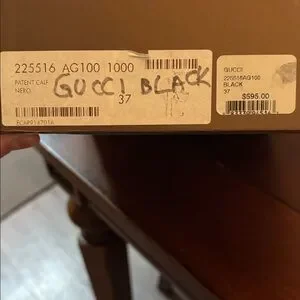 225516 AG100 1000
PATENT CALF
NERO
37
GUCCI BLACK
GUCCI
225516AG100
BLACK
37
$595.00